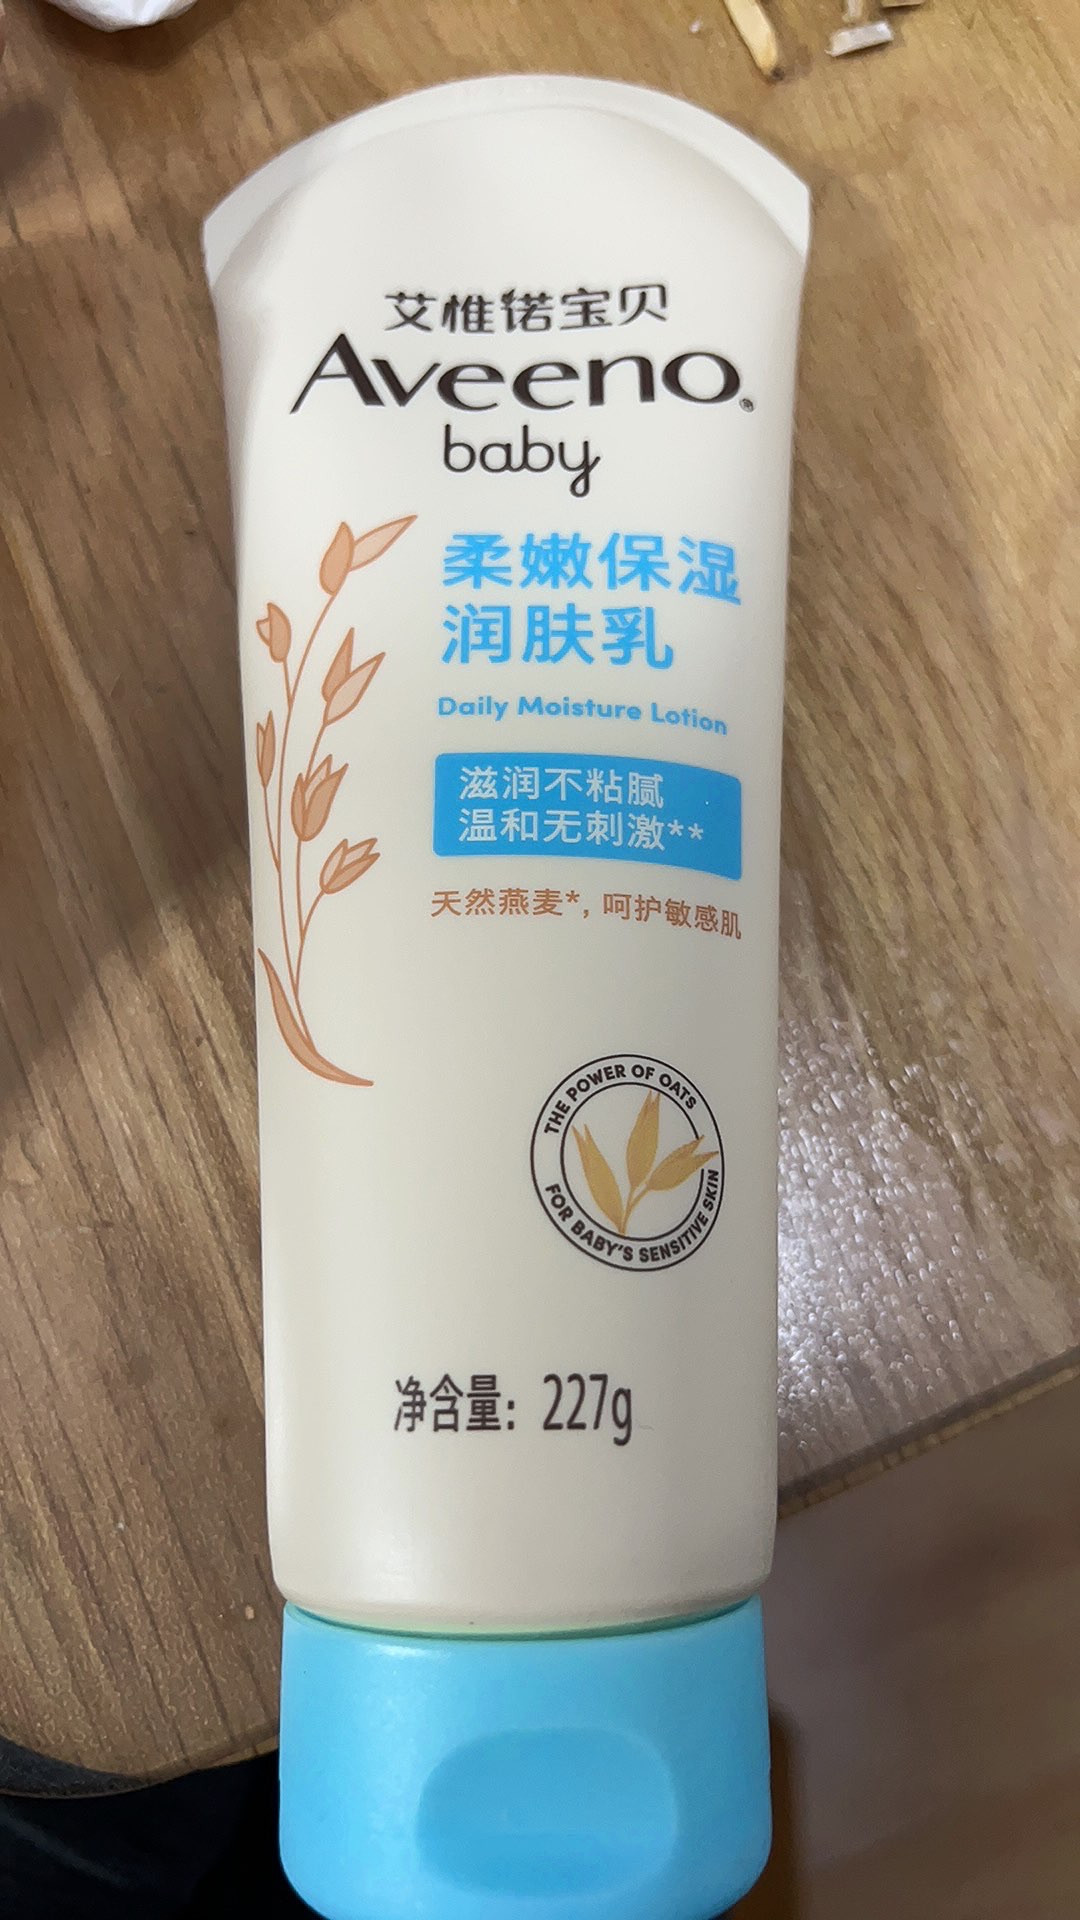 艾惟诺宝贝
Aveeno®
baby
柔嫩保湿
润肤乳
Daily Moisture Lotion
滋润不粘腻
温和无刺激**
天然燕麦*, 呵护敏感肌
THE POWER OF OATS
FOR BABY'S SENSITIVE SKIN
净含量: 227g